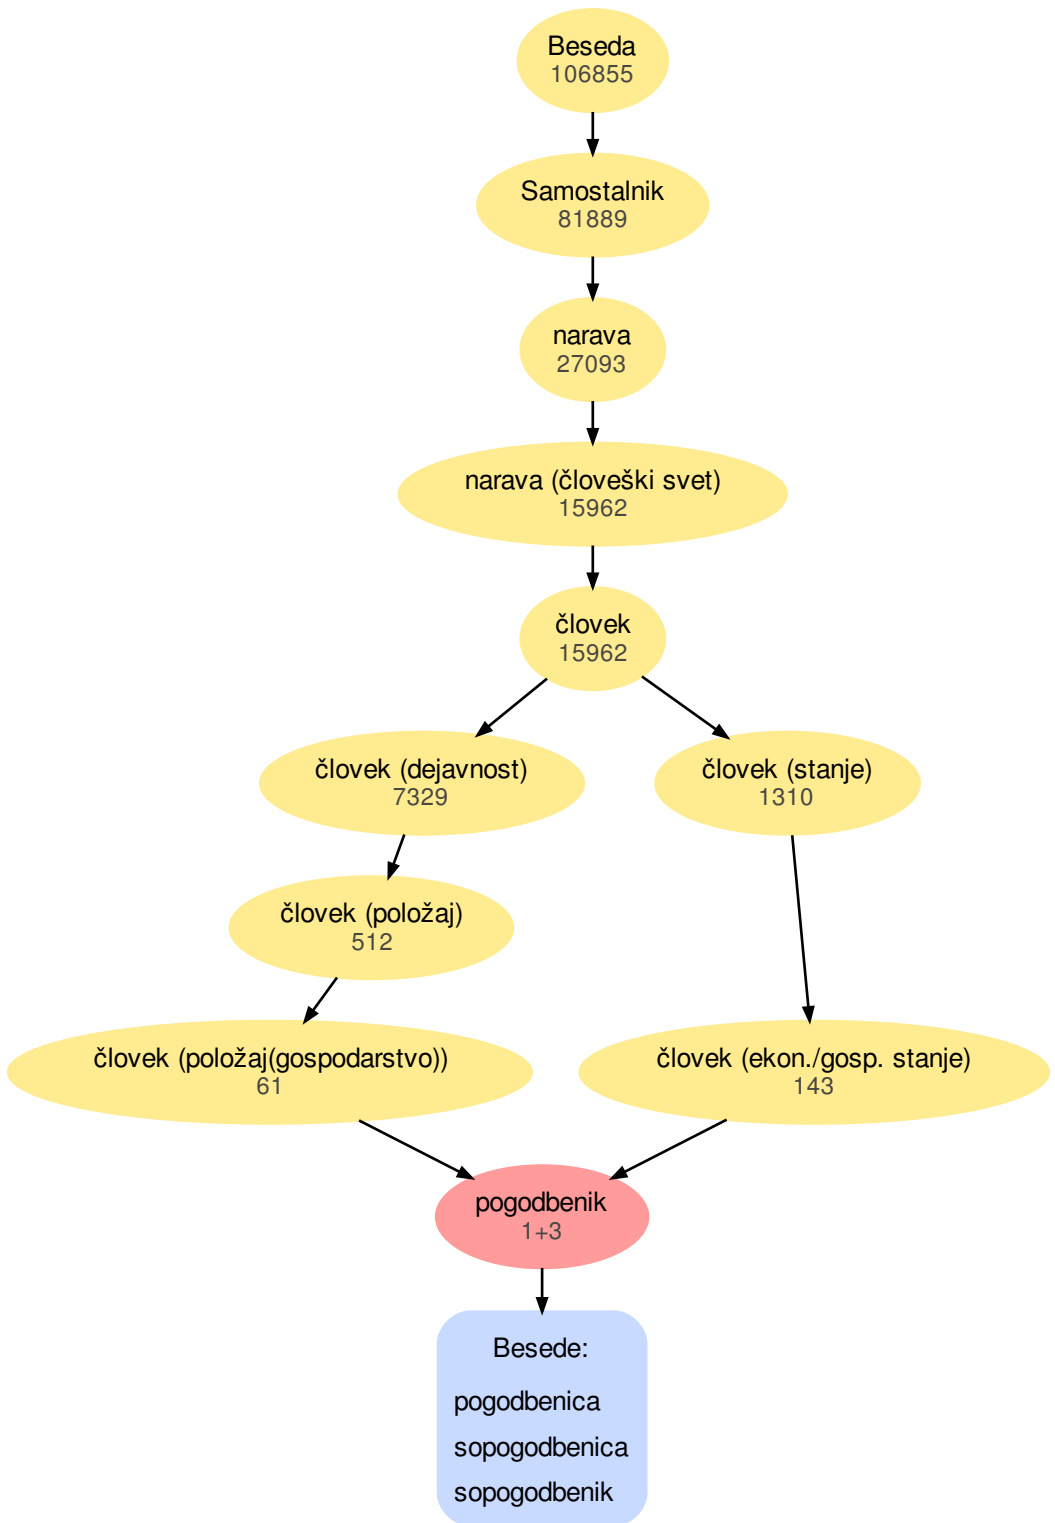 Beseda
106855
Samostalnik
81889
narava
27093
narava (človeški svet)
15962
človek
15962
človek (dejavnost)
7329
človek (stanje)
1310
človek (položaj)
512
človek (položaj(gospodarstvo))
61
človek (ekon./gosp. stanje)
143
pogodbenik
1+3
Besede:
pogodbenica
sopogodbenica
sopogodbenik